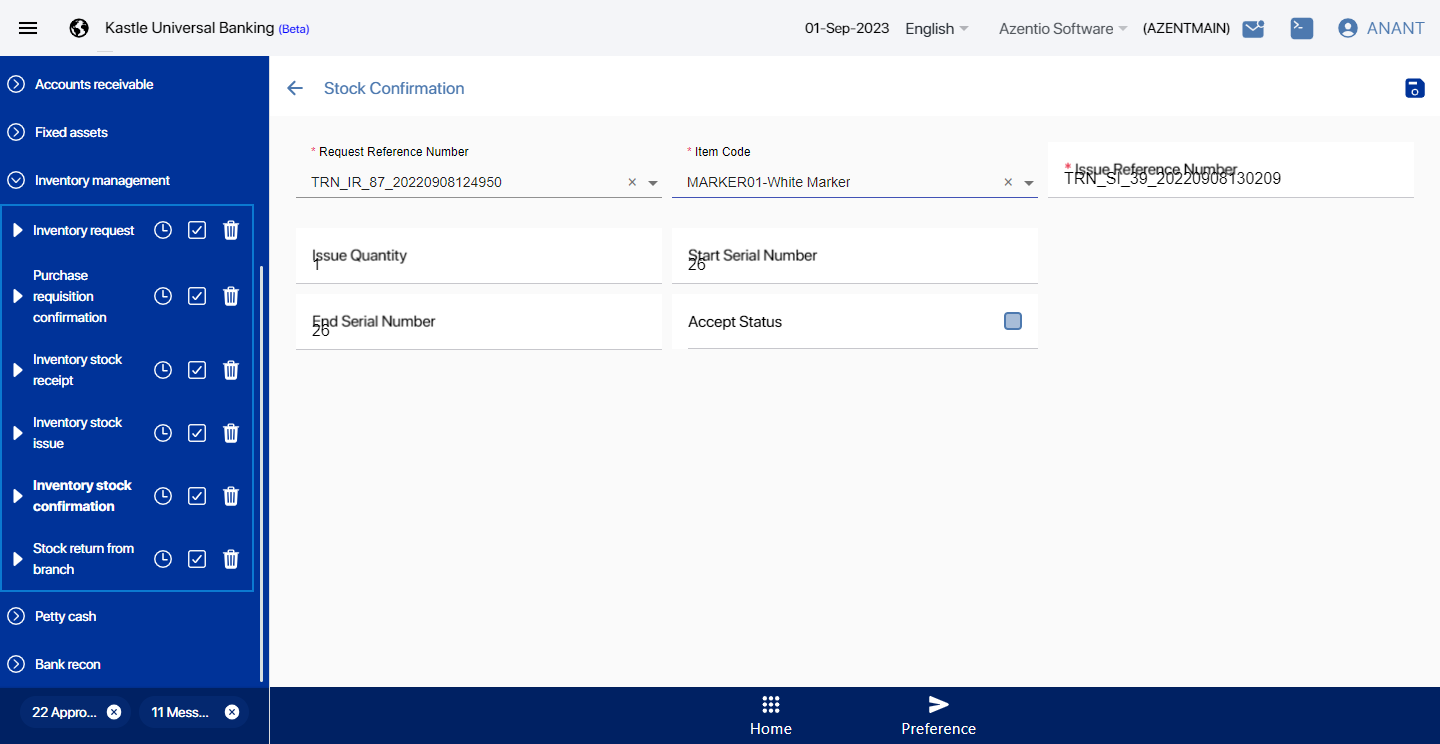 Kastle Universal Banking (Beta)
01-Sep-2023
English
Azentio Software
(AZENTMAIN)
ANANT
Accounts receivable
Fixed assets
Inventory management
Inventory request
Purchase
requisition
confirmation
Inventory stock
receipt
Inventory stock
issue
Inventory stock
confirmation
Stock return from
branch
Petty cash
Bank recon
22 Appro...
11 Mess...
Stock Confirmation
* Request Reference Number
TRN_IR_87_20220908124950
* Item Code
MARKER01-White Marker
* Issue Reference Number
TRN_SI_39_20220908130209
Issue Quantity
1
Start Serial Number
26
End Serial Number
26
Accept Status
Home
Preference